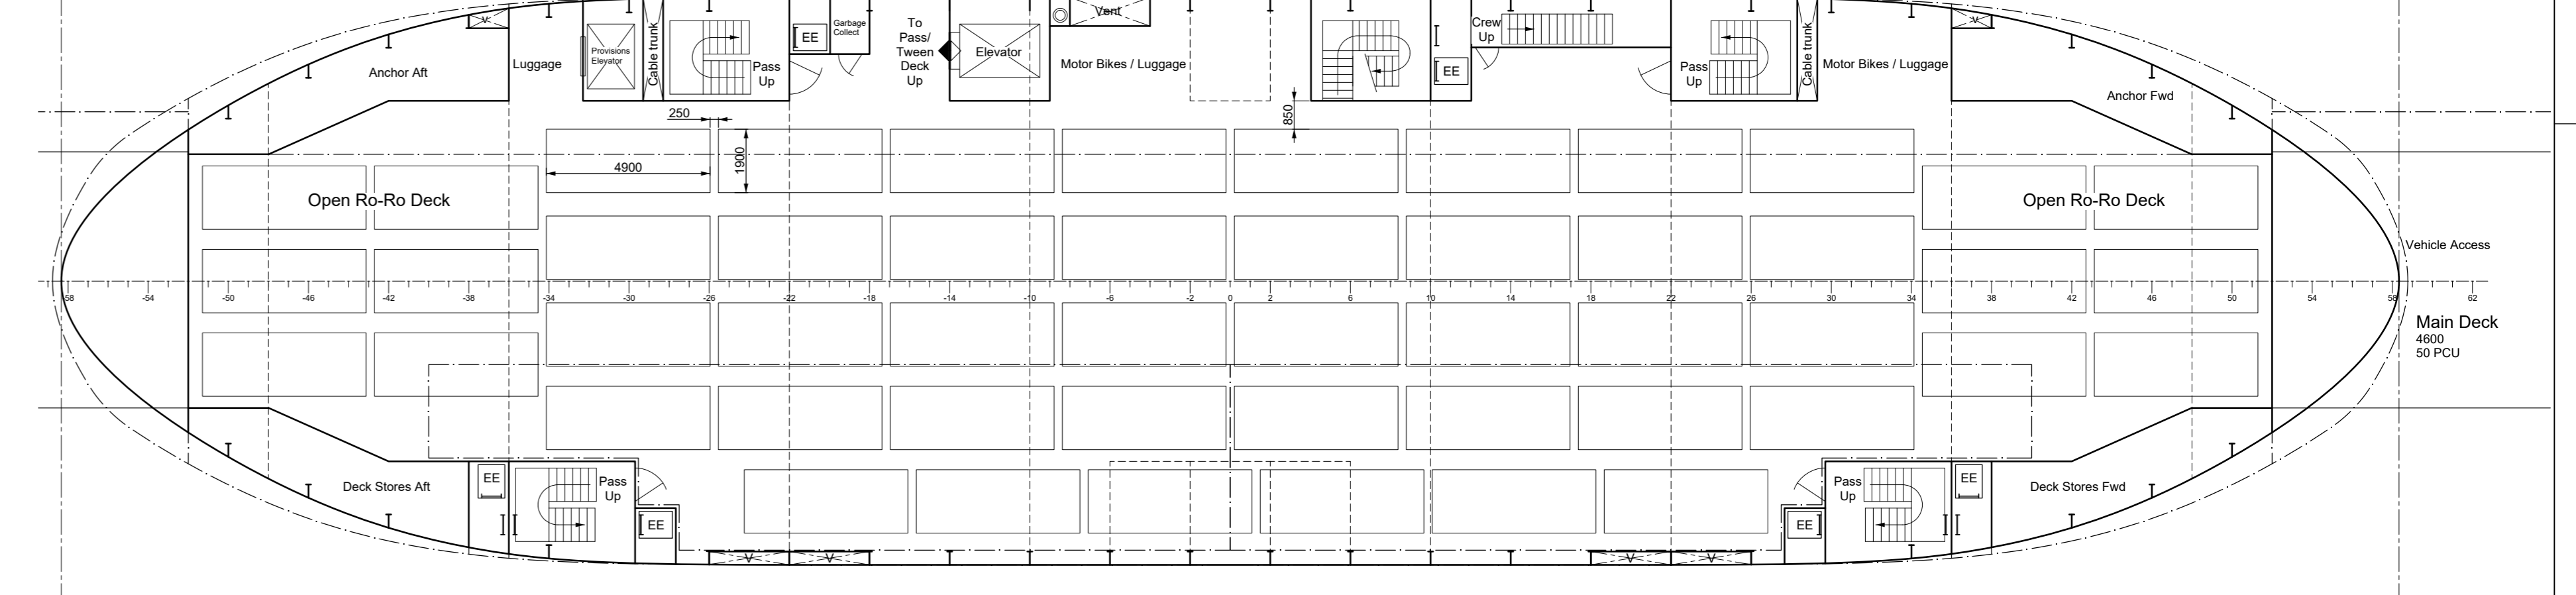 V
Anchor Aft
Luggage
Provisions
Elevator
Cable trunk
Pass
Up
EE
Garbage
Collect
To
Pass/
Tween
Deck
Up
Elevator
Vent
Motor Bikes / Luggage
EE
Crew
Up
Pass
Up
Cable trunk
Motor Bikes / Luggage
V
Anchor Fwd
250
850
4900
1900
Open Ro-Ro Deck
Open Ro-Ro Deck
Vehicle Access
-58 -54 -50 -46 -42 -38 -34 -30 -26 -22 -18 -14 -10 -6 -2 0 2 6 10 14 18 22 26 30 34 38 42 46 50 54 58 62
Main Deck
4600
50 PCU
Deck Stores Aft
EE
Pass
Up
EE
Pass
Up
EE
EE
Deck Stores Fwd
V V V V